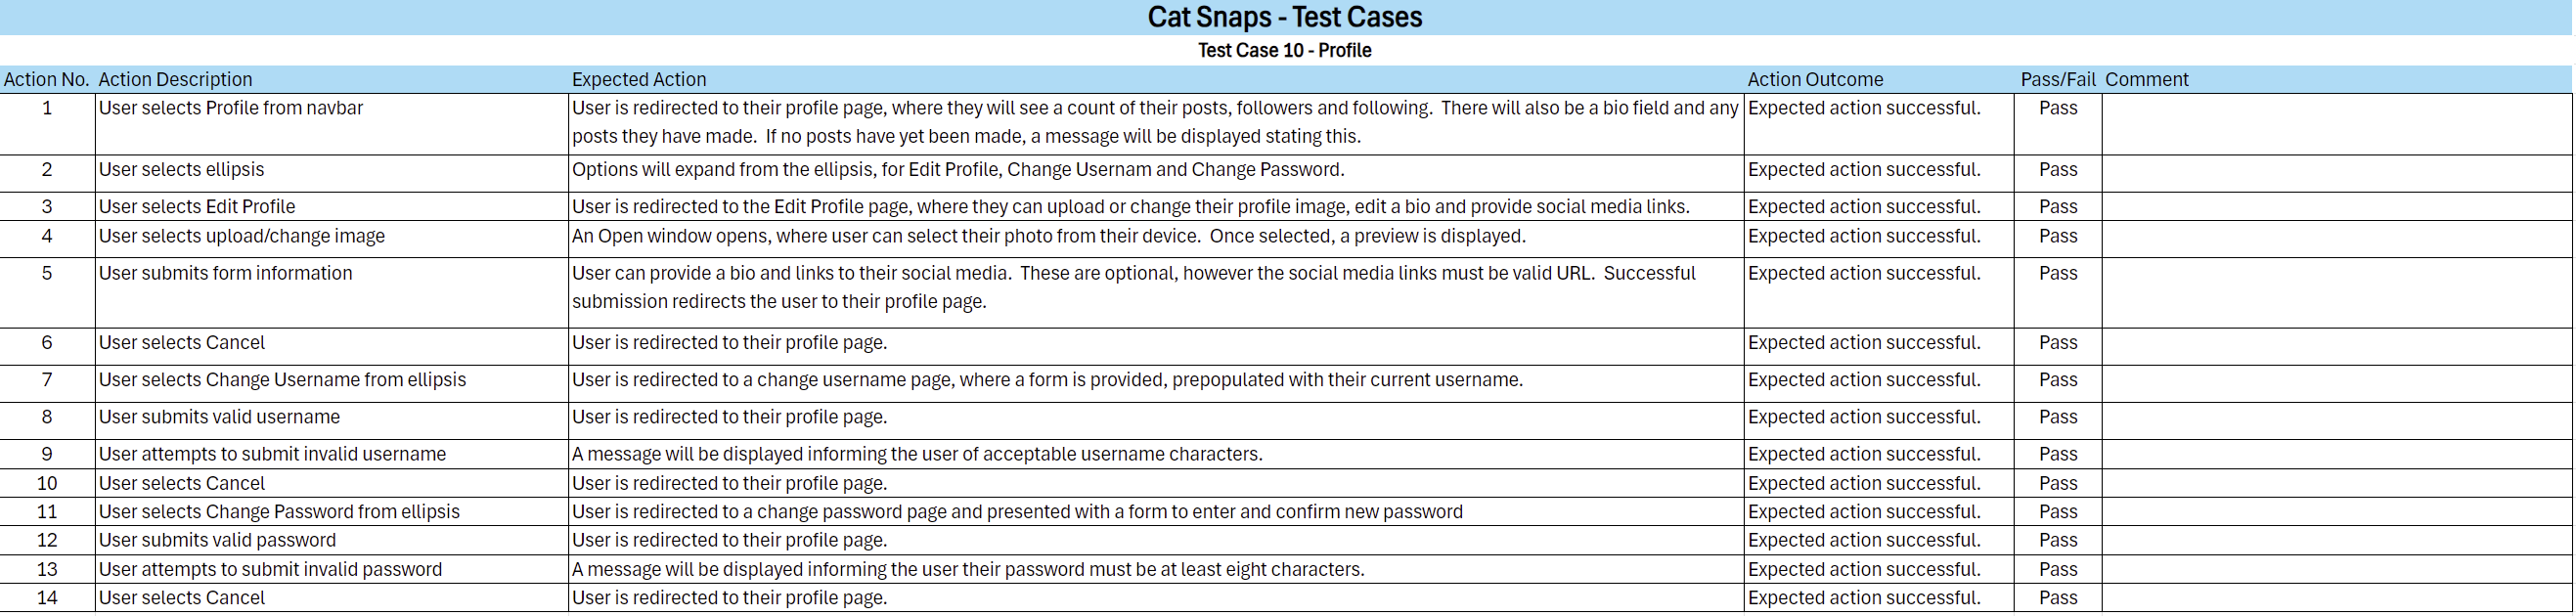 Cat Snaps - Test Cases
Test Case 10 - Profile
Action No. Action Description Expected Action Action Outcome Pass/Fail Comment
1 User selects Profile from navbar User is redirected to their profile page, where they will see a count of their posts, followers and following.  There will also be a bio field and any Expected action successful. Pass
posts they have made.  If no posts have yet been made, a message will be displayed stating this.
2 User selects ellipsis Options will expand from the ellipsis, for Edit Profile, Change Usernam and Change Password. Expected action successful. Pass
3 User selects Edit Profile User is redirected to the Edit Profile page, where they can upload or change their profile image, edit a bio and provide social media links. Expected action successful. Pass
4 User selects upload/change image An Open window opens, where user can select their photo from their device.  Once selected, a preview is displayed. Expected action successful. Pass
5 User submits form information User can provide a bio and links to their social media.  These are optional, however the social media links must be valid URL.  Successful Expected action successful. Pass
submission redirects the user to their profile page.
6 User selects Cancel User is redirected to their profile page. Expected action successful. Pass
7 User selects Change Username from ellipsis User is redirected to a change username page, where a form is provided, prepopulated with their current username. Expected action successful. Pass
8 User submits valid username User is redirected to their profile page. Expected action successful. Pass
9 User attempts to submit invalid username A message will be displayed informing the user of acceptable username characters. Expected action successful. Pass
10 User selects Cancel User is redirected to their profile page. Expected action successful. Pass
11 User selects Change Password from ellipsis User is redirected to a change password page and presented with a form to enter and confirm new password Expected action successful. Pass
12 User submits valid password User is redirected to their profile page. Expected action successful. Pass
13 User attempts to submit invalid password A message will be displayed informing the user their password must be at least eight characters. Expected action successful. Pass
14 User selects Cancel User is redirected to their profile page. Expected action successful. Pass